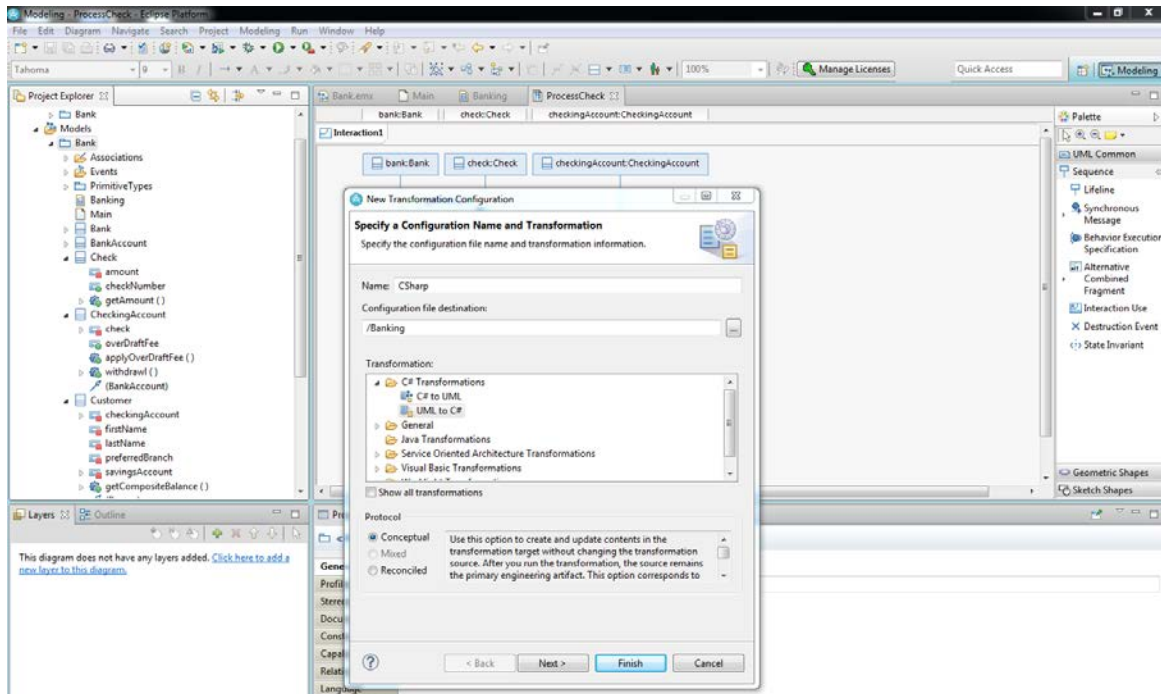 Modeling - ProcessCheck - Eclipse Platform
File Edit Diagram Navigate Search Project Modeling Run Window Help
Tahoma 9 B I A 100% Manage Licenses Quick Access Modeling
Project Explorer
Bank
Models
Bank
Associations
Events
PrimitiveTypes
Banking
Main
Bank
BankAccount
Check
amount
checkNumber
getAmount ( )
CheckingAccount
check
overDraftFee
applyOverDraftFee ( )
withdrawl ( )
(BankAccount)
Customer
checkingAccount
firstName
lastName
preferredBranch
savingsAccount
getCompositeBalance ( )
Bank.emx Main Banking ProcessCheck
bank:Bank check:Check checkingAccount:CheckingAccount
Interaction1
bank:Bank check:Check checkingAccount:CheckingAccount
New Transformation Configuration
Specify a Configuration Name and Transformation
Specify the configuration file name and transformation information.
Name: CSharp
Configuration file destination:
/Banking
...
Transformation:
C# Transformations
C# to UML
UML to C#
General
Java Transformations
Service Oriented Architecture Transformations
Visual Basic Transformations
Show all transformations
Protocol
Conceptual
Mixed
Reconciled
Use this option to create and update contents in the
transformation target without changing the transformation
source. After you run the transformation, the source remains
the primary engineering artifact. This option corresponds to
? < Back Next > Finish Cancel
Palette
UML Common
Sequence
Lifeline
Synchronous
Message
Behavior Execution
Specification
Alternative
Combined
Fragment
Interaction Use
Destruction Event
State Invariant
Geometric Shapes
Sketch Shapes
Layers Outline
This diagram does not have any layers added. Click here to add a
new layer to this diagram.
Language